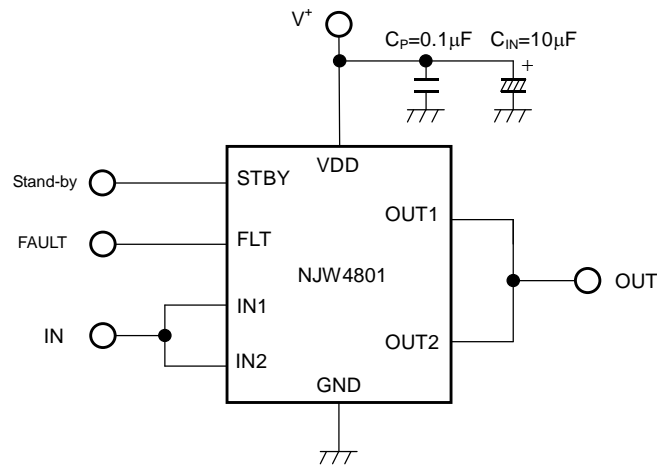 V+
CP=0.1μF
CIN=10μF
+
VDD
Stand-by
STBY
OUT1
FAULT
FLT
NJW4801
OUT
IN
IN1
OUT2
IN2
GND